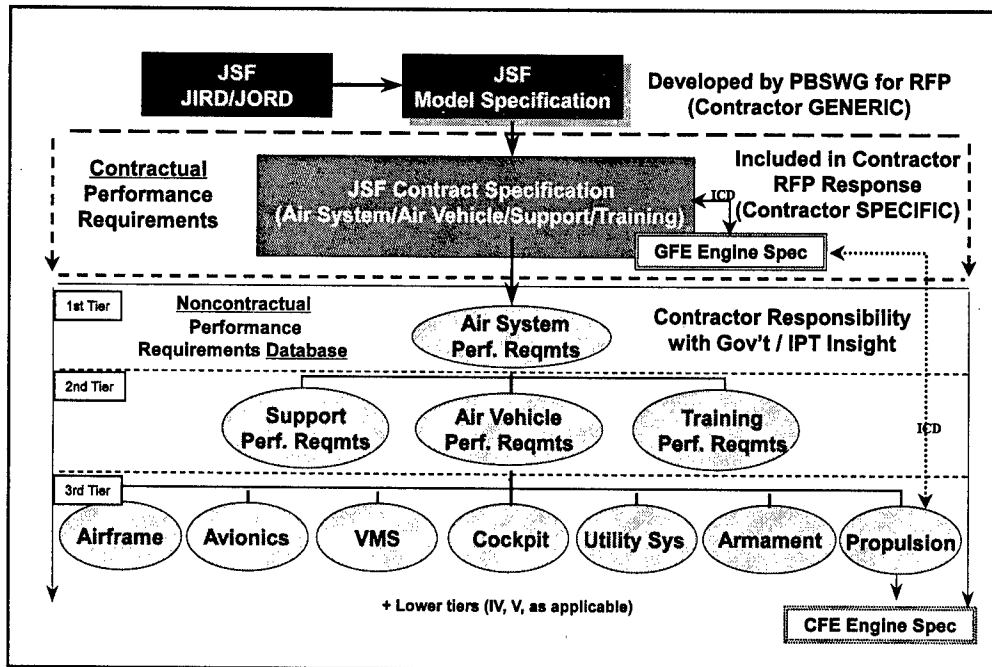 JSF
JIRD/JORD
JSF
Model Specification
Developed by PBSWG for RFP
(Contractor GENERIC)
Contractual
Performance
Requirements
JSF Contract Specification
(Air System/Air Vehicle/Support/Training)
ICD
Included in Contractor
RFP Response
(Contractor SPECIFIC)
GFE Engine Spec
1st Tier
Noncontractual
Performance
Requirements Database
Air System
Perf. Reqmts
Contractor Responsibility
with Gov't / IPT Insight
2nd Tier
Support
Perf. Reqmts
Air Vehicle
Perf. Reqmts
Training
Perf. Reqmts
ICD
3rd Tier
Airframe
Avionics
VMS
Cockpit
Utility Sys
Armament
Propulsion
+ Lower tiers (IV, V, as applicable)
CFE Engine Spec